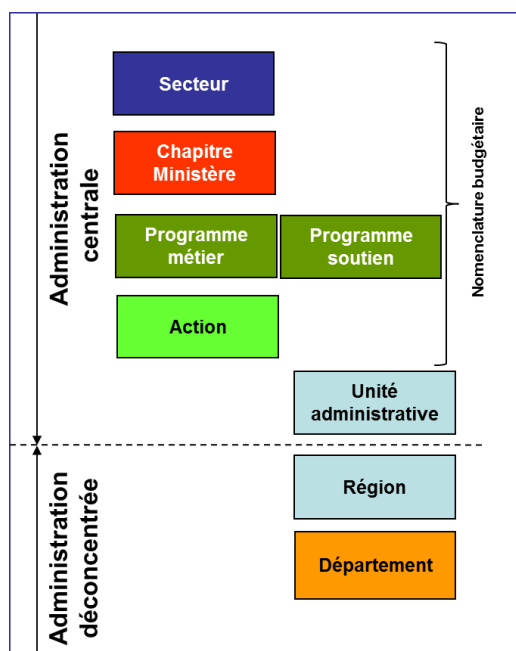 Secteur
Chapitre
Ministère
Programme
métier
Programme
soutien
Action
Unité
administrative
Région
Département
Administration
centrale
Administration
déconcentrée
Nomenclature budgétaire